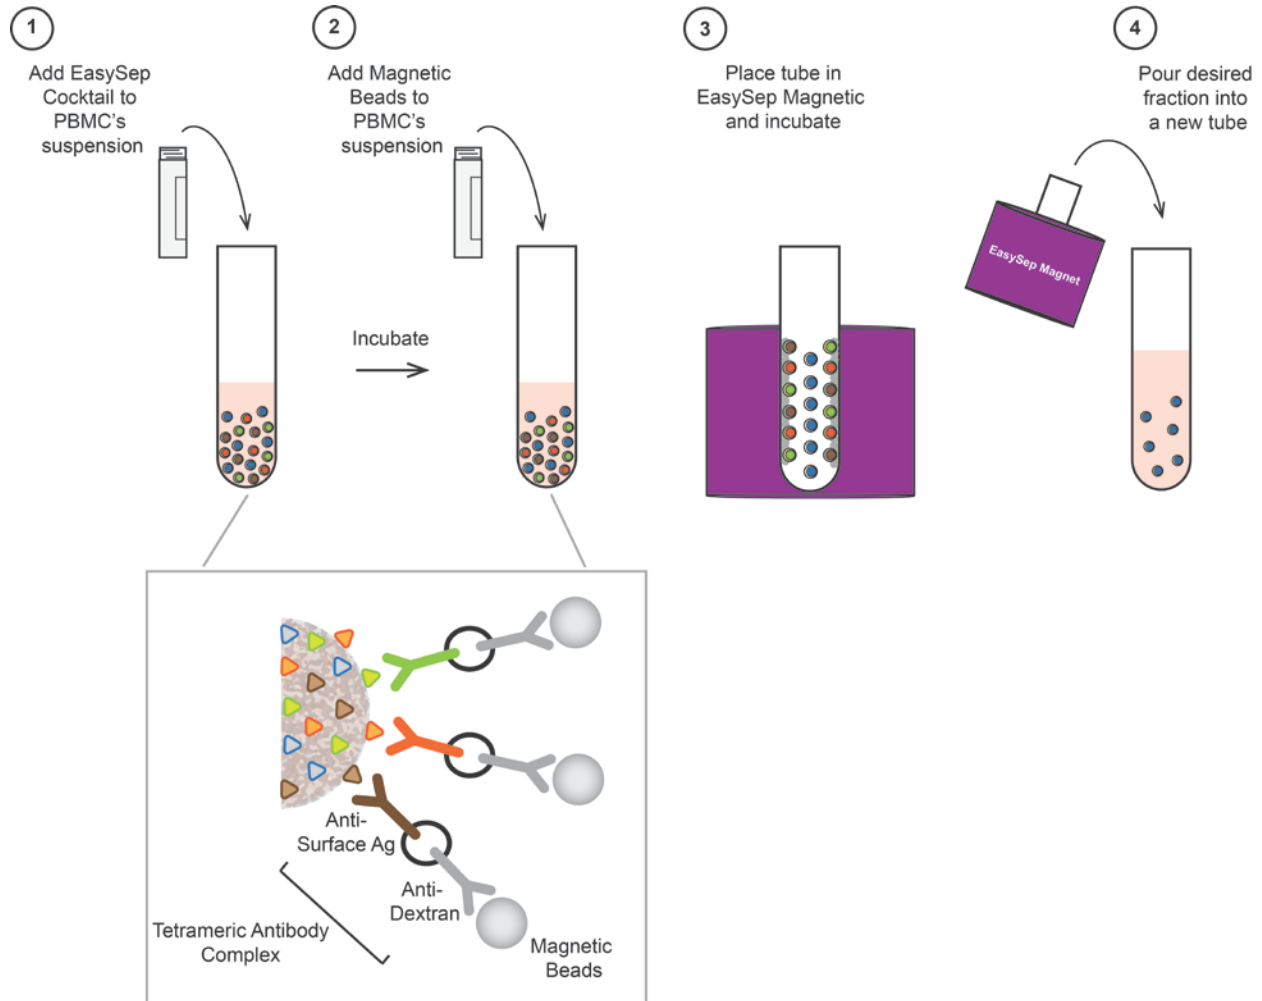 1
Add EasySep
Cocktail to
PBMC's
suspension
2
Add Magnetic
Beads to
PBMC's
suspension
3
Place tube in
EasySep Magnetic
and incubate
4
Pour desired
fraction into
a new tube
EasySep Magnet
Incubate
Anti-
Surface Ag
Anti-
Dextran
Tetrameric Antibody
Complex
Magnetic
Beads